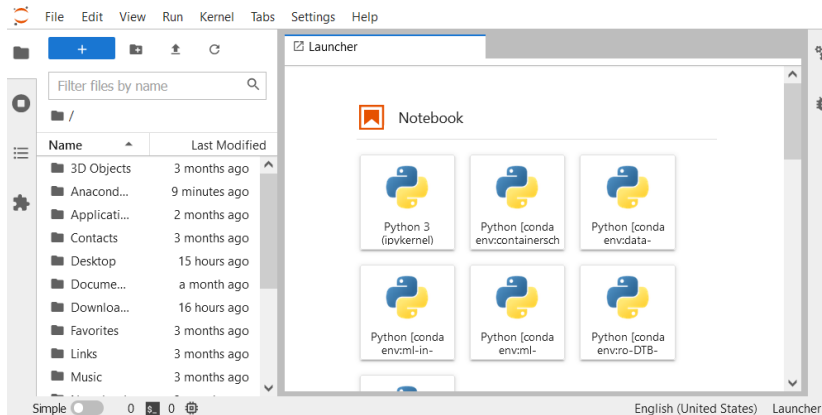 File Edit View Run Kernel Tabs Settings Help
Launcher
Filter files by name
/
Name Last Modified
3D Objects 3 months ago
Anacond... 9 minutes ago
Applicati... 2 months ago
Contacts 3 months ago
Desktop 15 hours ago
Docume... a month ago
Downloa... 16 hours ago
Favorites 3 months ago
Links 3 months ago
Music 3 months ago
Notebook
Python 3
(ipykernel)
Python [conda
env:containersch
Python [conda
env:data-
Python [conda
env:ml-in-
Python [conda
env:ml-
Python [conda
env:ro-DTB-
Simple 0 $_ 0 English (United States) Launcher